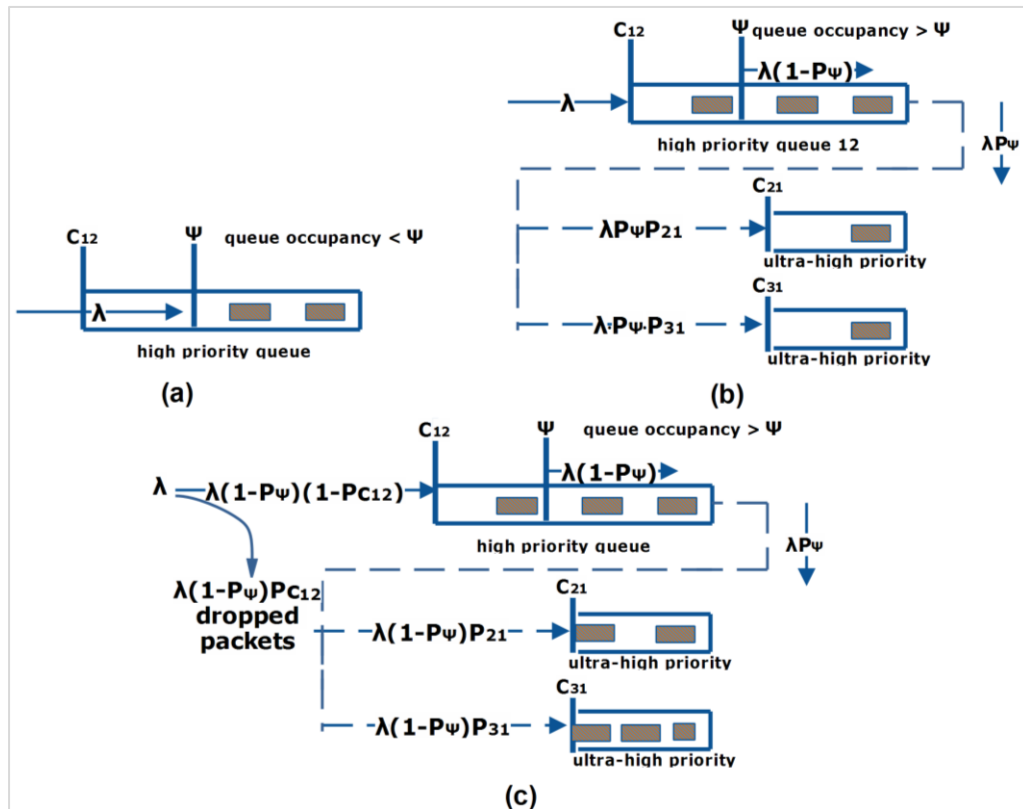 C12
Ψ queue occupancy > Ψ
λ(1-PΨ)
λ
high priority queue 12
λPΨ
C21
λPΨP21
ultra-high priority
C31
λ·PΨ·P31
ultra-high priority
(b)
C12
Ψ
queue occupancy < Ψ
λ
high priority queue
(a)
C12
Ψ
queue occupancy > Ψ
λ(1-PΨ)
λ
λ(1-PΨ)(1-Pc12)
high priority queue
λPΨ
λ(1-PΨ)Pc12
dropped
packets
C21
λ(1-PΨ)P21
ultra-high priority
C31
λ(1-PΨ)P31
ultra-high priority
(c)